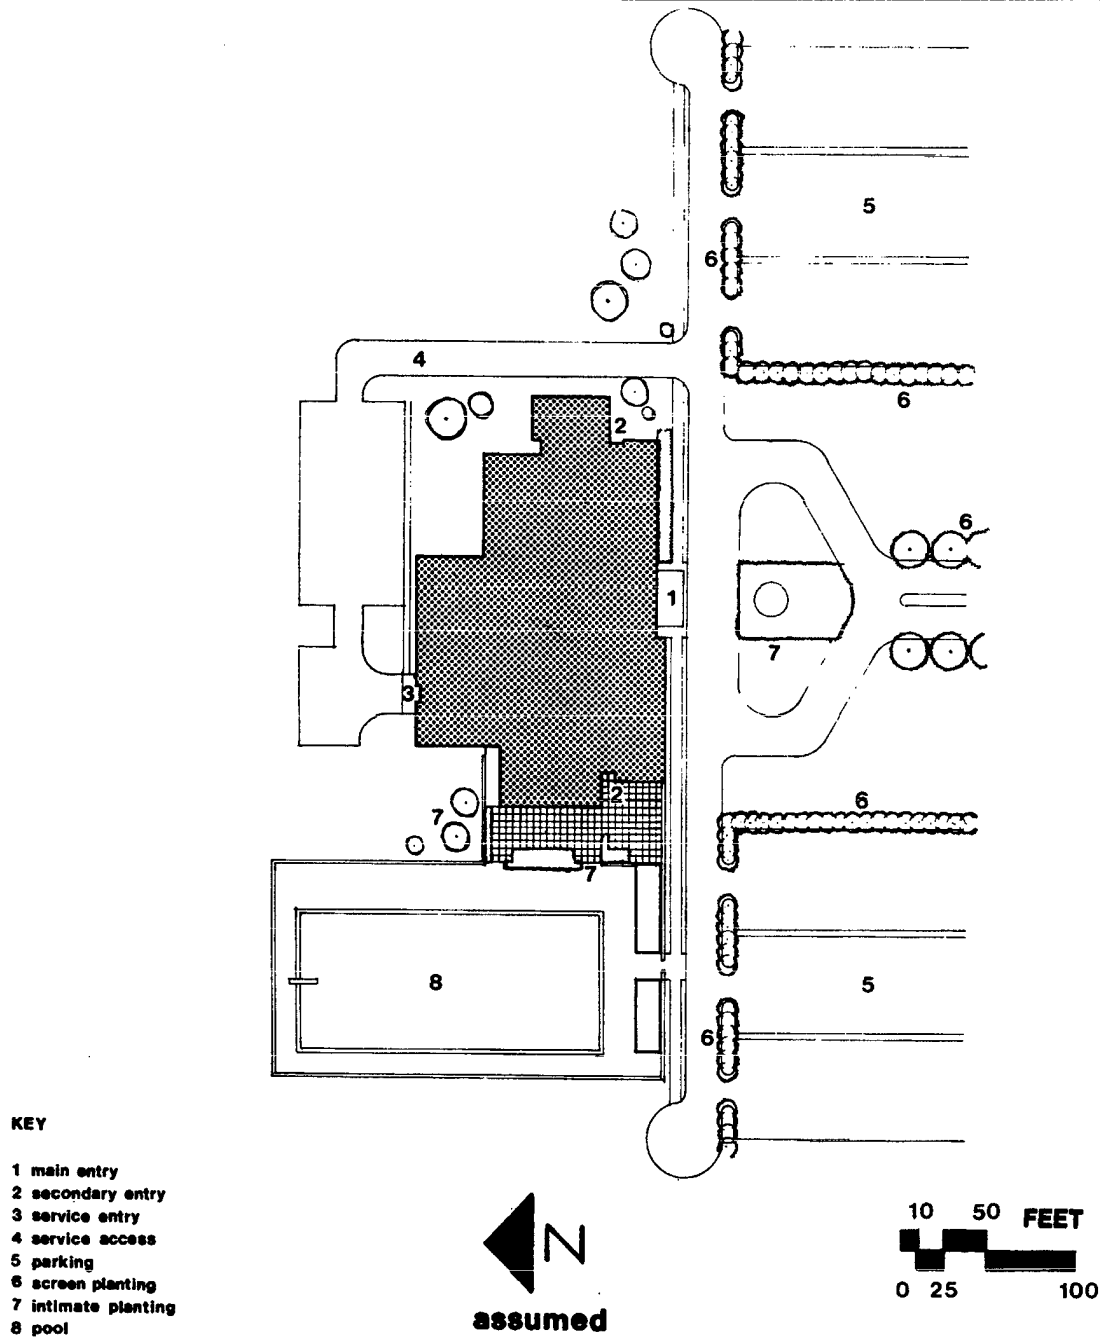 5
6
4
6
2
6
1
7
3
2
6
7
7
8
5
6
KEY
1 main entry
2 secondary entry
3 service entry
4 service access
5 parking
6 screen planting
7 intimate planting
8 pool
N
assumed
10 50 FEET
0 25 100